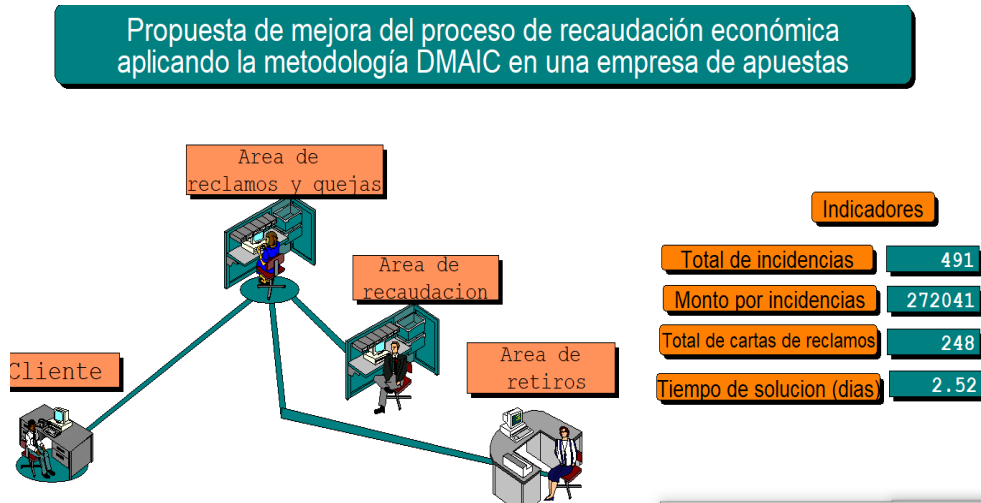 Propuesta de mejora del proceso de recaudación económica
aplicando la metodología DMAIC en una empresa de apuestas
Area de
reclamos y quejas
Area de
recaudacion
Area de
retiros
Cliente
Indicadores
Total de incidencias 491
Monto por incidencias 272041
Total de cartas de reclamos 248
Tiempo de solucion (dias) 2.52